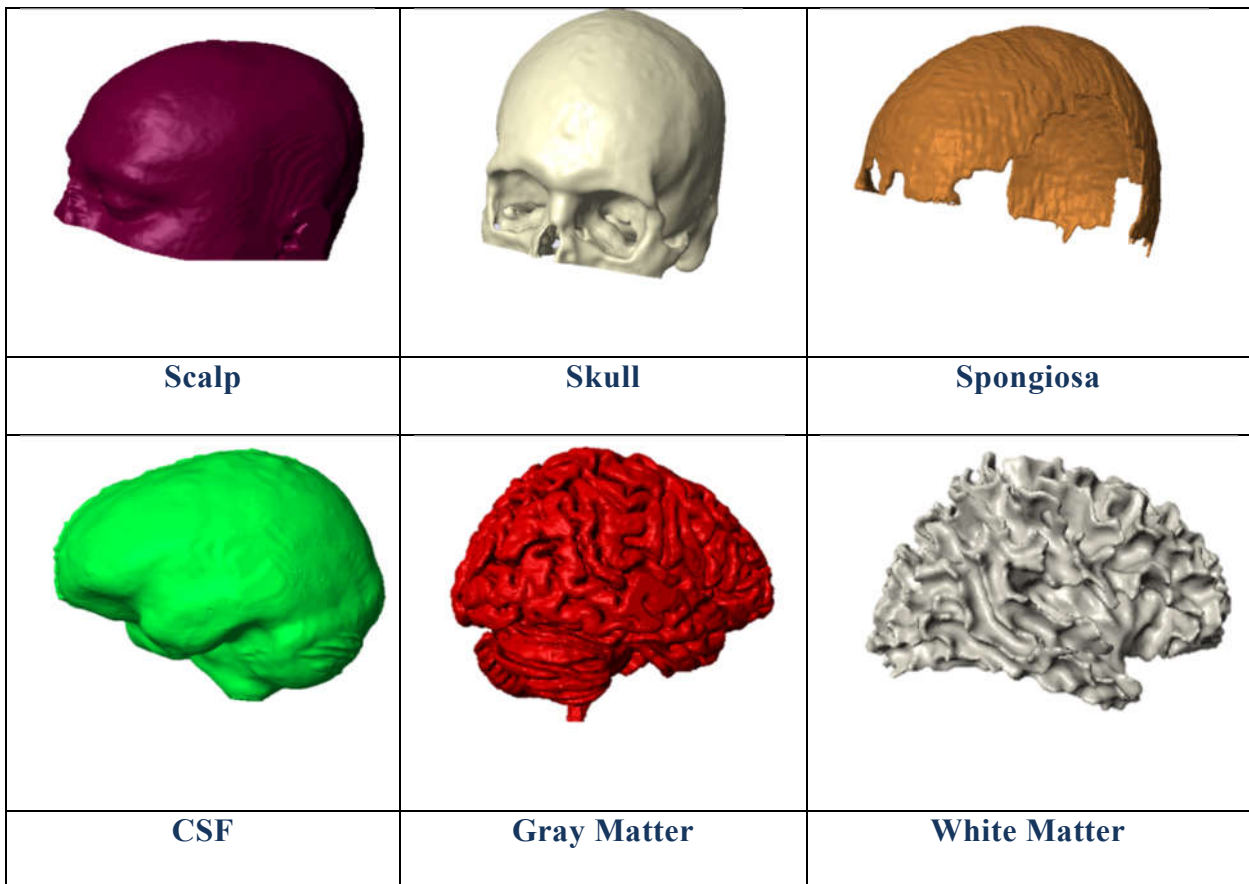 Scalp
Skull
Spongiosa
CSF
Gray Matter
White Matter